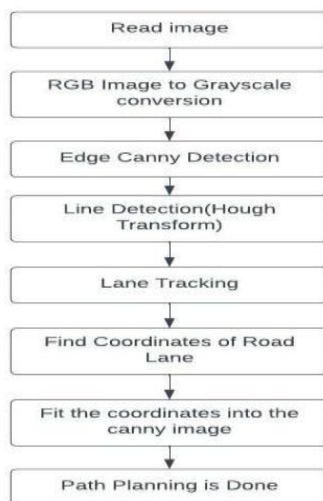 Read image
RGB Image to Grayscale
conversion
Edge Canny Detection
Line Detection(Hough
Transform)
Lane Tracking
Find Coordinates of Road
Lane
Fit the coordinates into the
canny image
Path Planning is Done